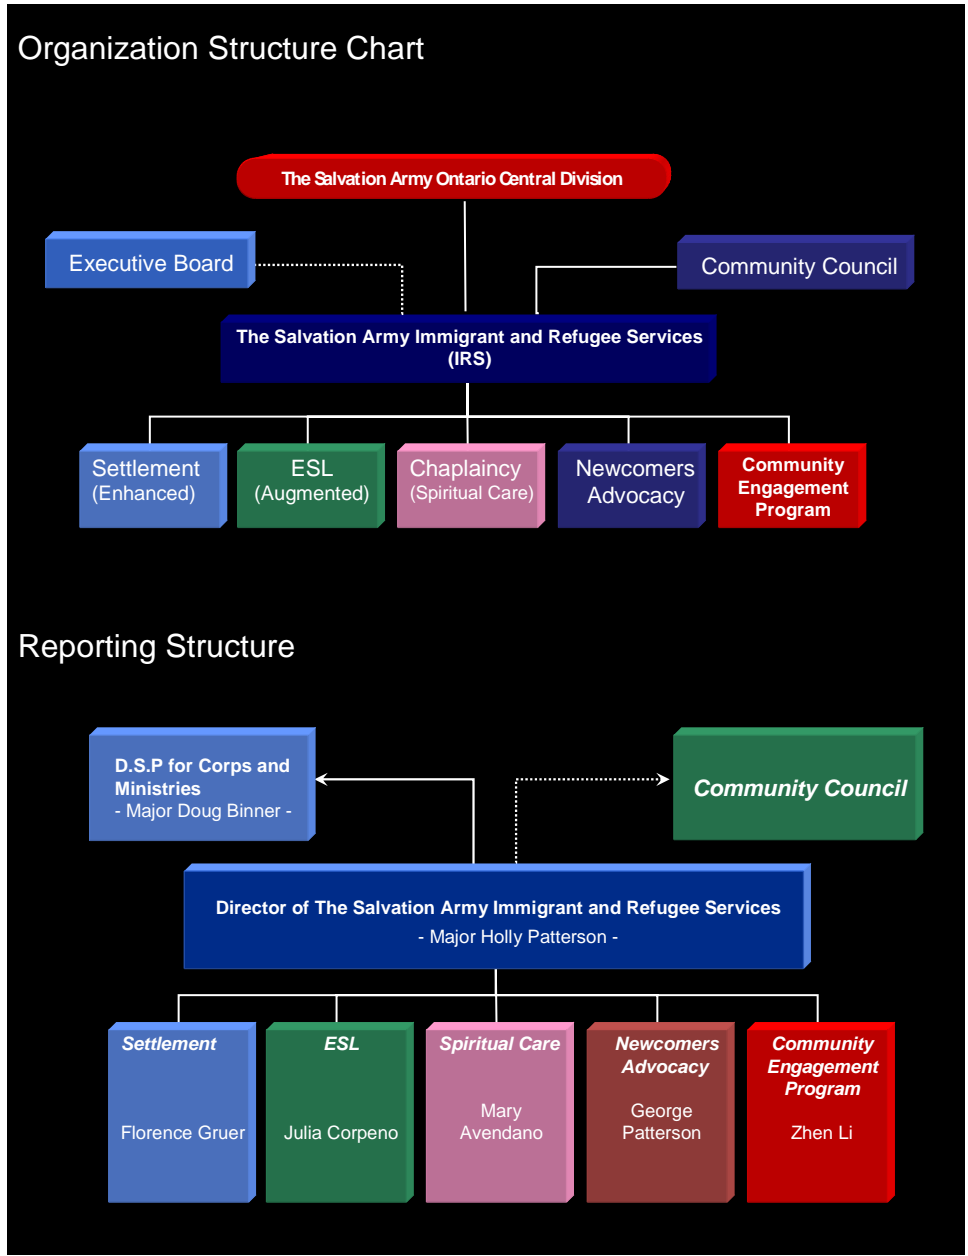 Organization Structure Chart
The Salvation Army Ontario Central Division
Executive Board
Community Council
The Salvation Army Immigrant and Refugee Services
(IRS)
Settlement
(Enhanced)
ESL
(Augmented)
Chaplaincy
(Spiritual Care)
Newcomers
Advocacy
Community
Engagement
Program
Reporting Structure
D.S.P for Corps and
Ministries
- Major Doug Binner -
Community Council
Director of The Salvation Army Immigrant and Refugee Services
- Major Holly Patterson -
Settlement
Florence Gruer
ESL
Julia Corpeno
Spiritual Care
Mary
Avendano
Newcomers
Advocacy
George
Patterson
Community
Engagement
Program
Zhen Li